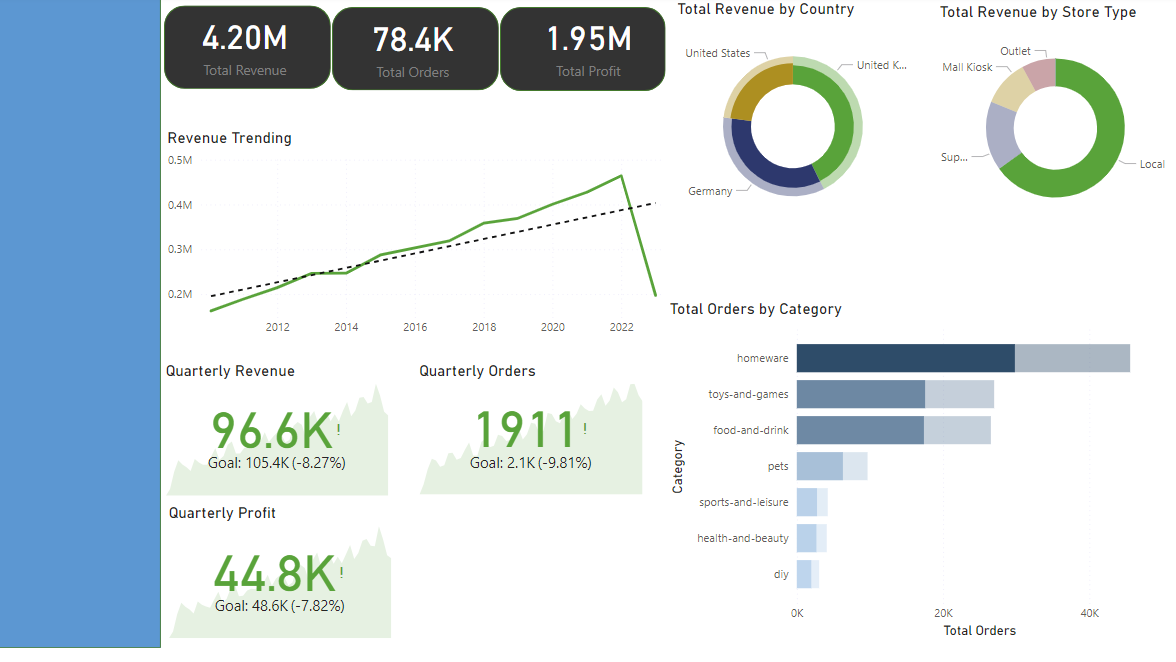 4.20M
Total Revenue
78.4K
Total Orders
1.95M
Total Profit
Total Revenue by Country
United States
United K...
Germany
Total Revenue by Store Type
Outlet
Mall Kiosk
Sup...
Local
Revenue Trending
0.5M
0.4M
0.3M
0.2M
2012 2014 2016 2018 2020 2022
Quarterly Revenue
96.6K!
Goal: 105.4K (-8.27%)
Quarterly Orders
1911!
Goal: 2.1K (-9.81%)
Quarterly Profit
44.8K!
Goal: 48.6K (-7.82%)
Total Orders by Category
Category
homeware
toys-and-games
food-and-drink
pets
sports-and-leisure
health-and-beauty
diy
0K 20K 40K
Total Orders